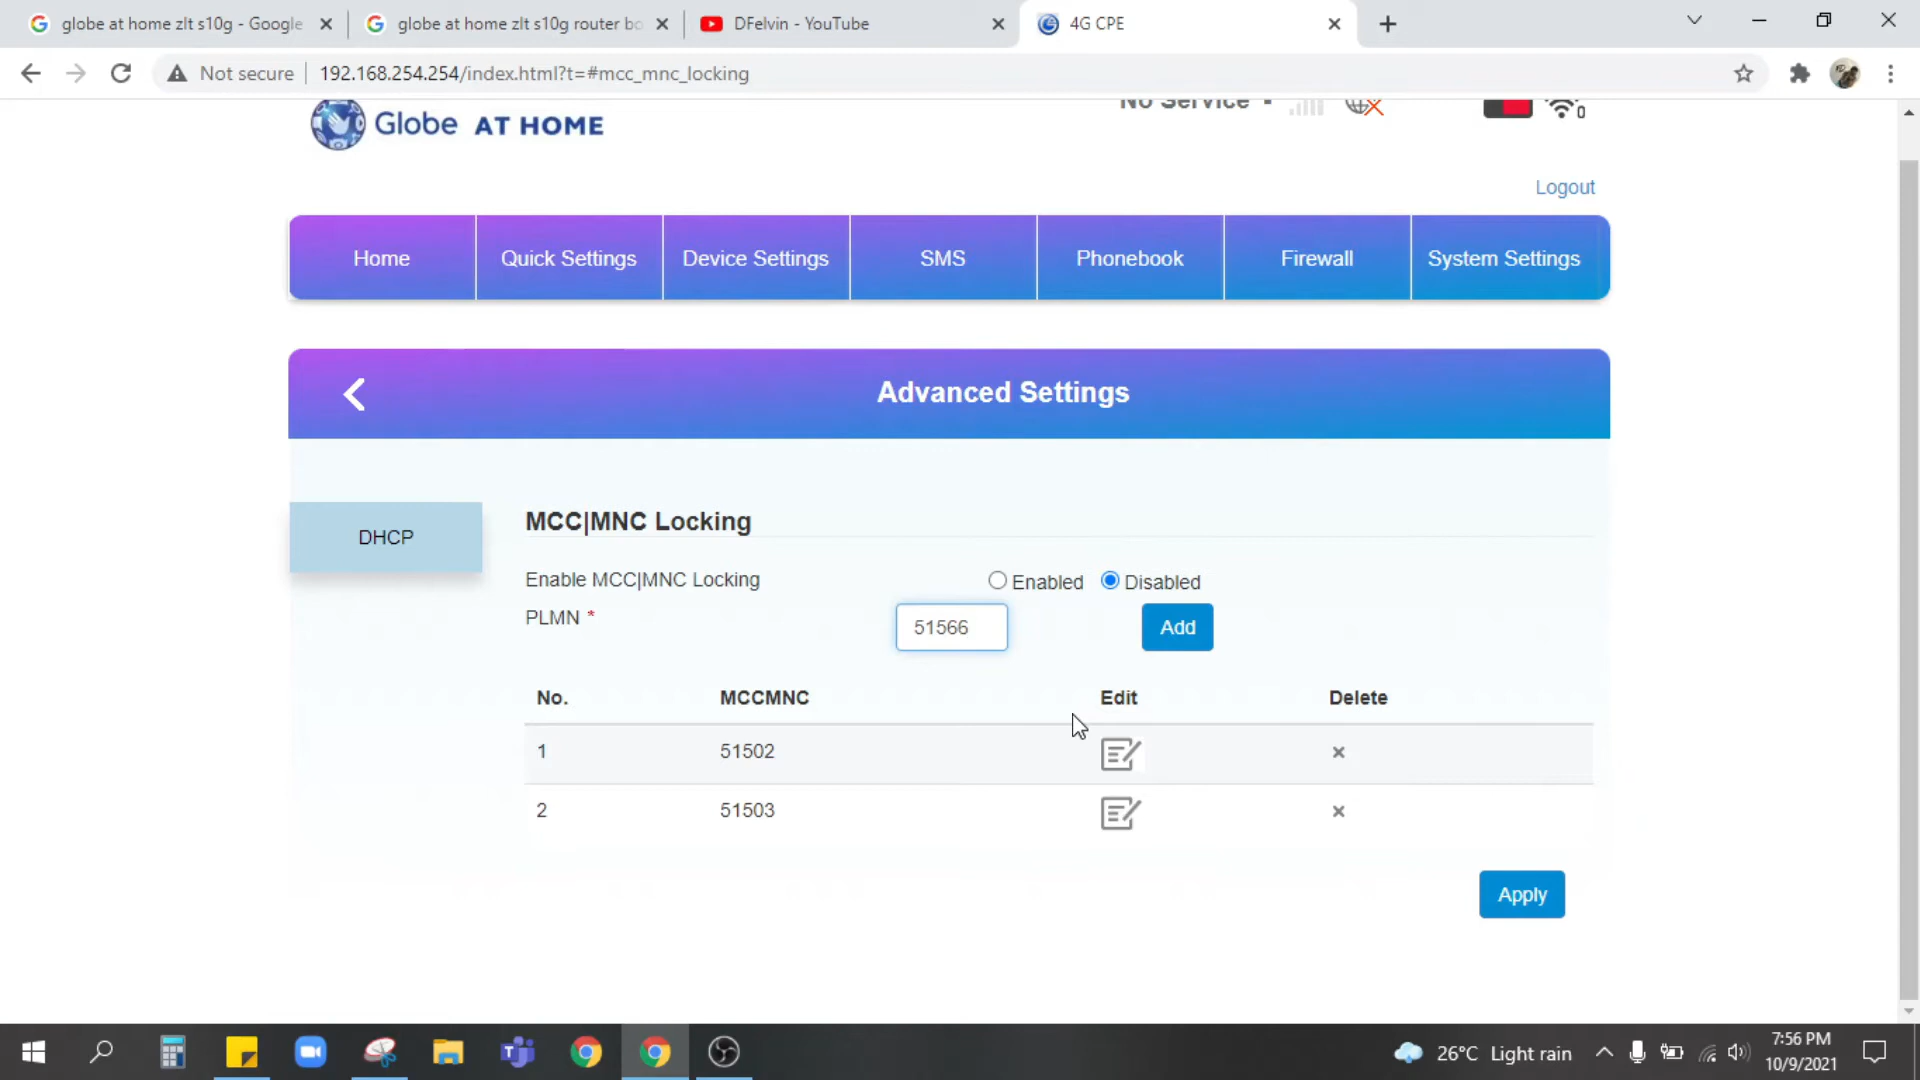 globe at home zlt s10g - Google
globe at home zlt s10g router bo
DFelvin - YouTube
4G CPE
Not secure
192.168.254.254/index.html?t=#mcc_mnc_locking
Globe AT HOME
No Service -
0
Logout
Home
Quick Settings
Device Settings
SMS
Phonebook
Firewall
System Settings
Advanced Settings
DHCP
MCC|MNC Locking
Enable MCC|MNC Locking
Enabled
Disabled
PLMN *
51566
Add
No. MCCMNC Edit Delete
1 51502
2 51503
Apply
26°C Light rain
7:56 PM
10/9/2021